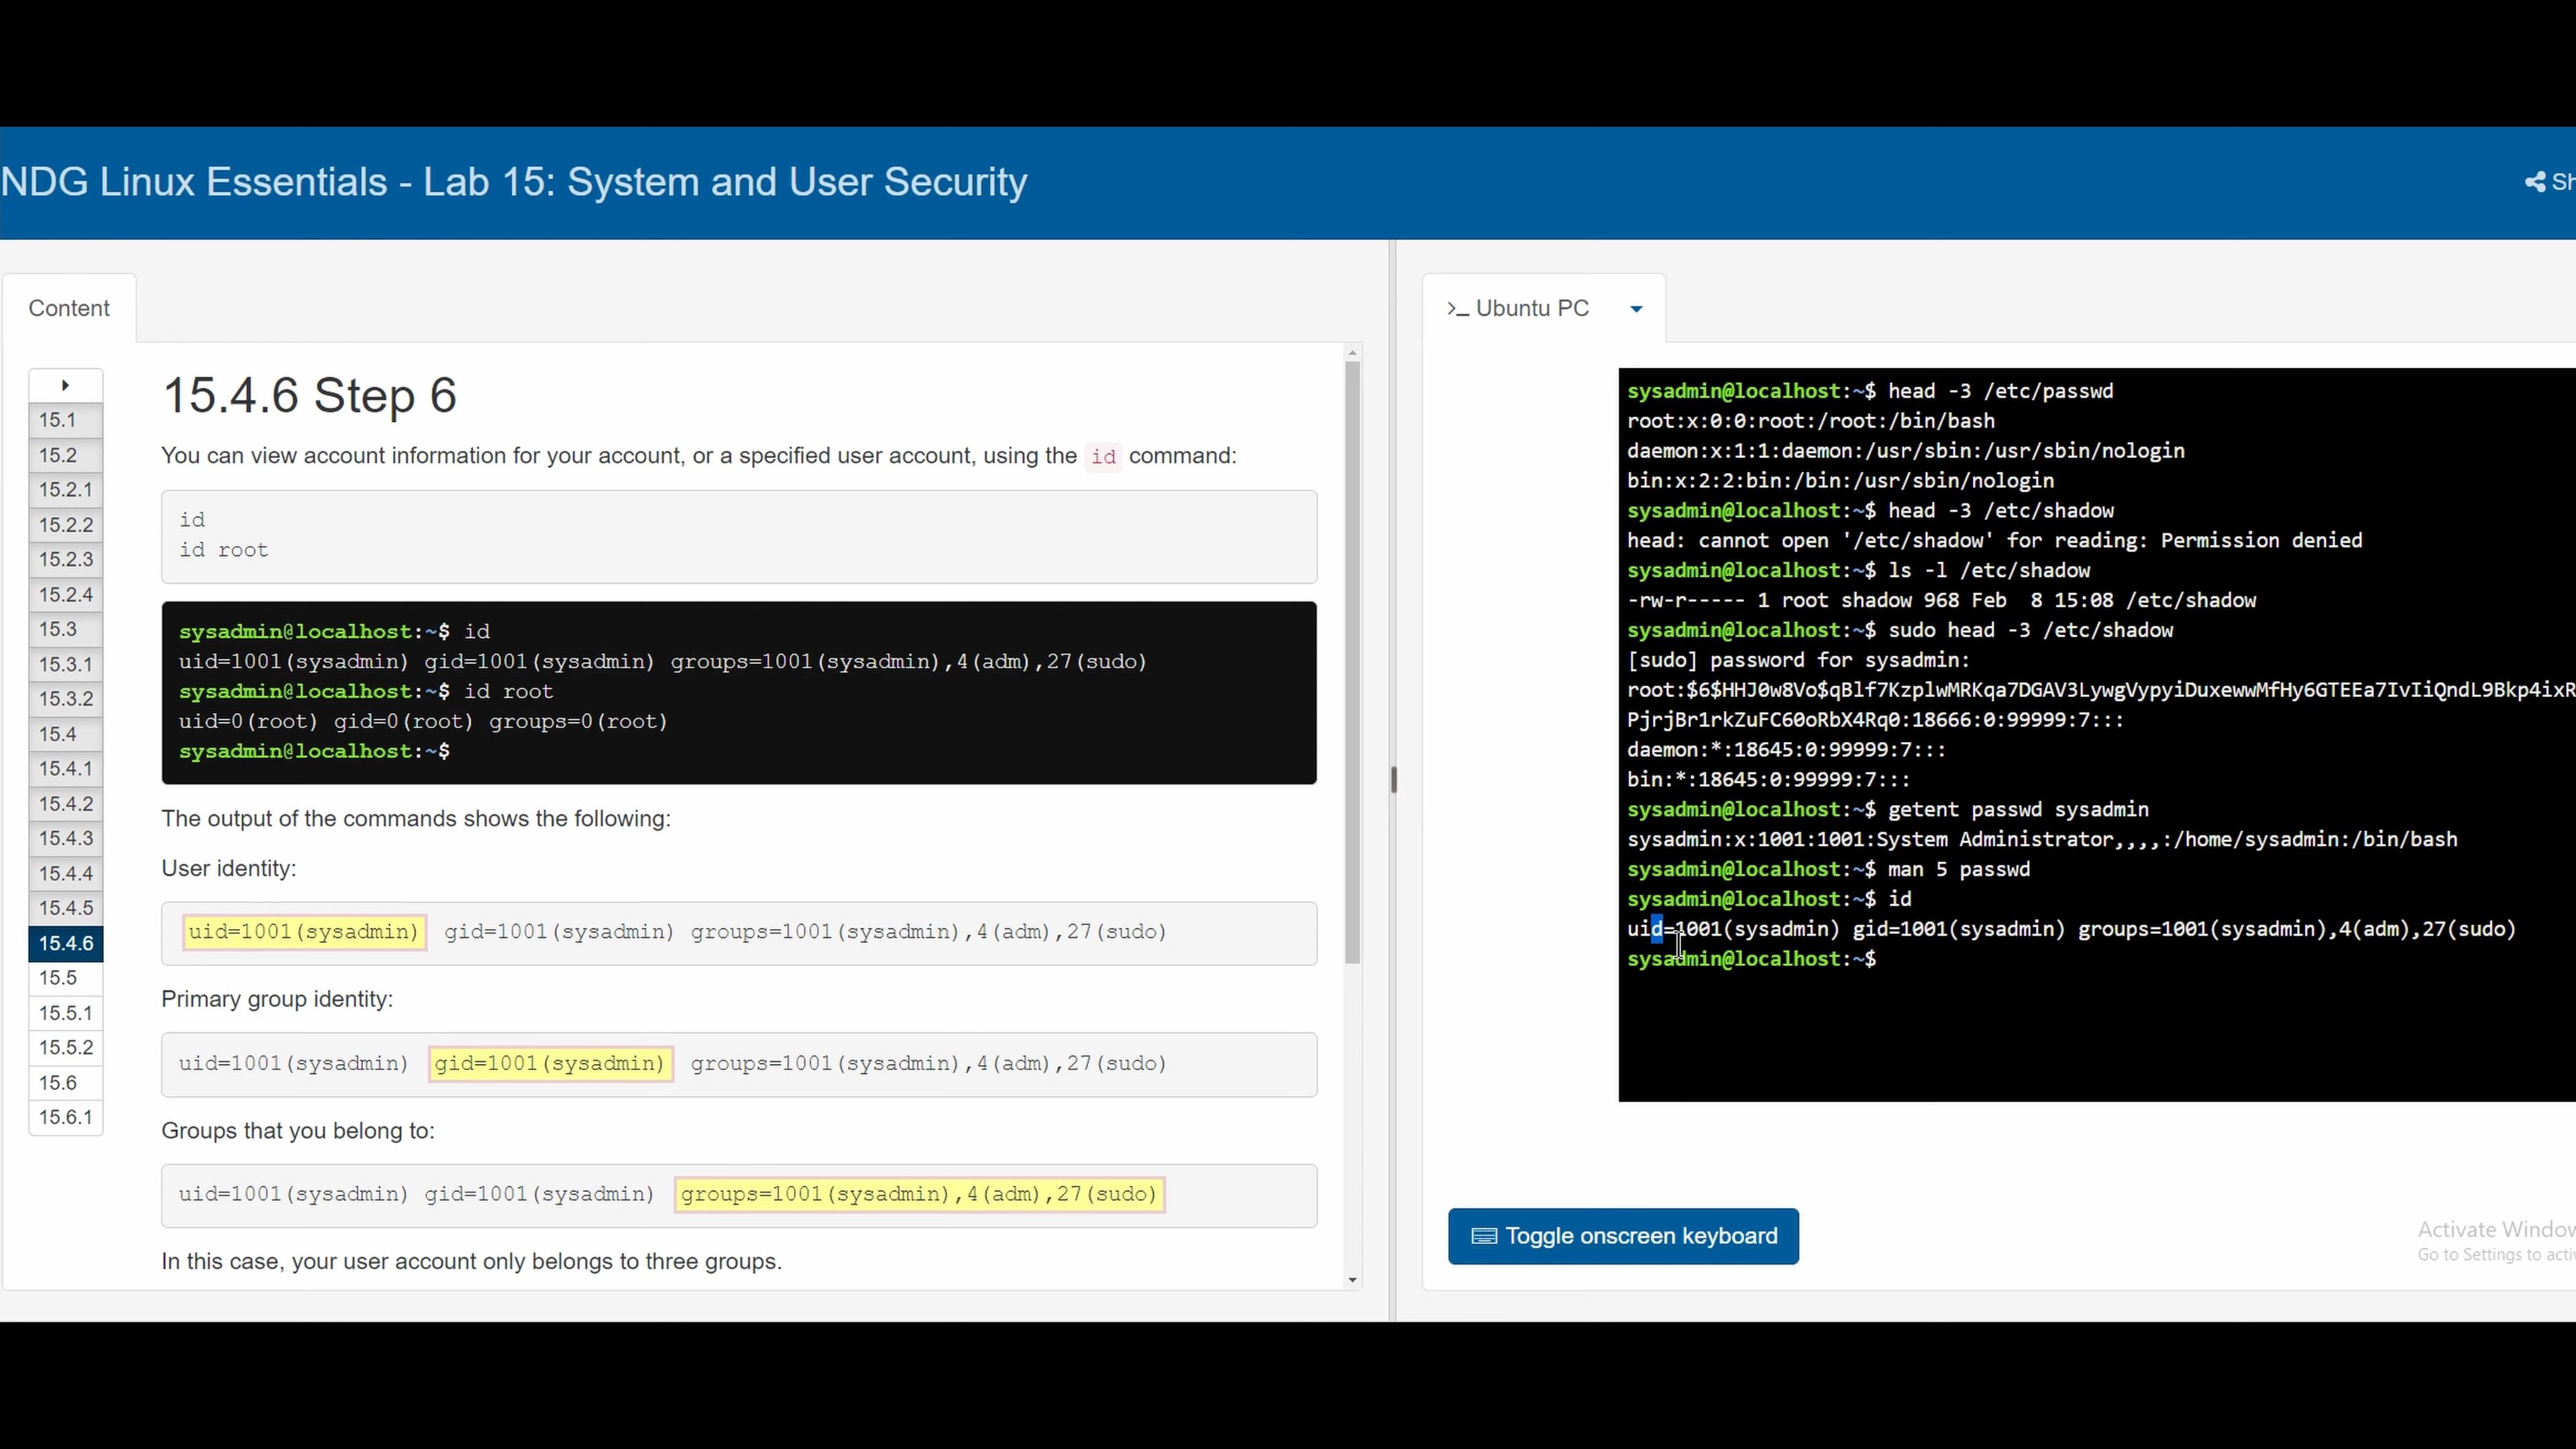 NDG Linux Essentials - Lab 15: System and User Security
Content
15.1
15.2
15.2.1
15.2.2
15.2.3
15.2.4
15.3
15.3.1
15.3.2
15.4
15.4.1
15.4.2
15.4.3
15.4.4
15.4.5
15.4.6
15.5
15.5.1
15.5.2
15.6
15.6.1
15.4.6 Step 6
You can view account information for your account, or a specified user account, using the id command:
id
id root
sysadmin@localhost:~$ id
uid=1001(sysadmin) gid=1001(sysadmin) groups=1001(sysadmin),4(adm),27(sudo)
sysadmin@localhost:~$ id root
uid=0(root) gid=0(root) groups=0(root)
sysadmin@localhost:~$
The output of the commands shows the following:
User identity:
uid=1001(sysadmin) gid=1001(sysadmin) groups=1001(sysadmin),4(adm),27(sudo)
Primary group identity:
uid=1001(sysadmin) gid=1001(sysadmin) groups=1001(sysadmin),4(adm),27(sudo)
Groups that you belong to:
uid=1001(sysadmin) gid=1001(sysadmin) groups=1001(sysadmin),4(adm),27(sudo)
In this case, your user account only belongs to three groups.
>_ Ubuntu PC
sysadmin@localhost:~$ head -3 /etc/passwd
root:x:0:0:root:/root:/bin/bash
daemon:x:1:1:daemon:/usr/sbin:/usr/sbin/nologin
bin:x:2:2:bin:/bin:/usr/sbin/nologin
sysadmin@localhost:~$ head -3 /etc/shadow
head: cannot open '/etc/shadow' for reading: Permission denied
sysadmin@localhost:~$ ls -l /etc/shadow
-rw-r----- 1 root shadow 968 Feb  8 15:08 /etc/shadow
sysadmin@localhost:~$ sudo head -3 /etc/shadow
[sudo] password for sysadmin:
root:$6$HHJ0w8Vo$qBlf7KzplwMRKqa7DGAV3LywgVypyiDuxewwMfHy6GTEEa7IvIiQndL9Bkp4ixR
PjrjBr1rkZuFC60oRbX4Rq0:18666:0:99999:7:::
daemon:*:18645:0:99999:7:::
bin:*:18645:0:99999:7:::
sysadmin@localhost:~$ getent passwd sysadmin
sysadmin:x:1001:1001:System Administrator,,,,:/home/sysadmin:/bin/bash
sysadmin@localhost:~$ man 5 passwd
sysadmin@localhost:~$ id
uid=1001(sysadmin) gid=1001(sysadmin) groups=1001(sysadmin),4(adm),27(sudo)
sysadmin@localhost:~$
Toggle onscreen keyboard
Activate
Go to Settings to